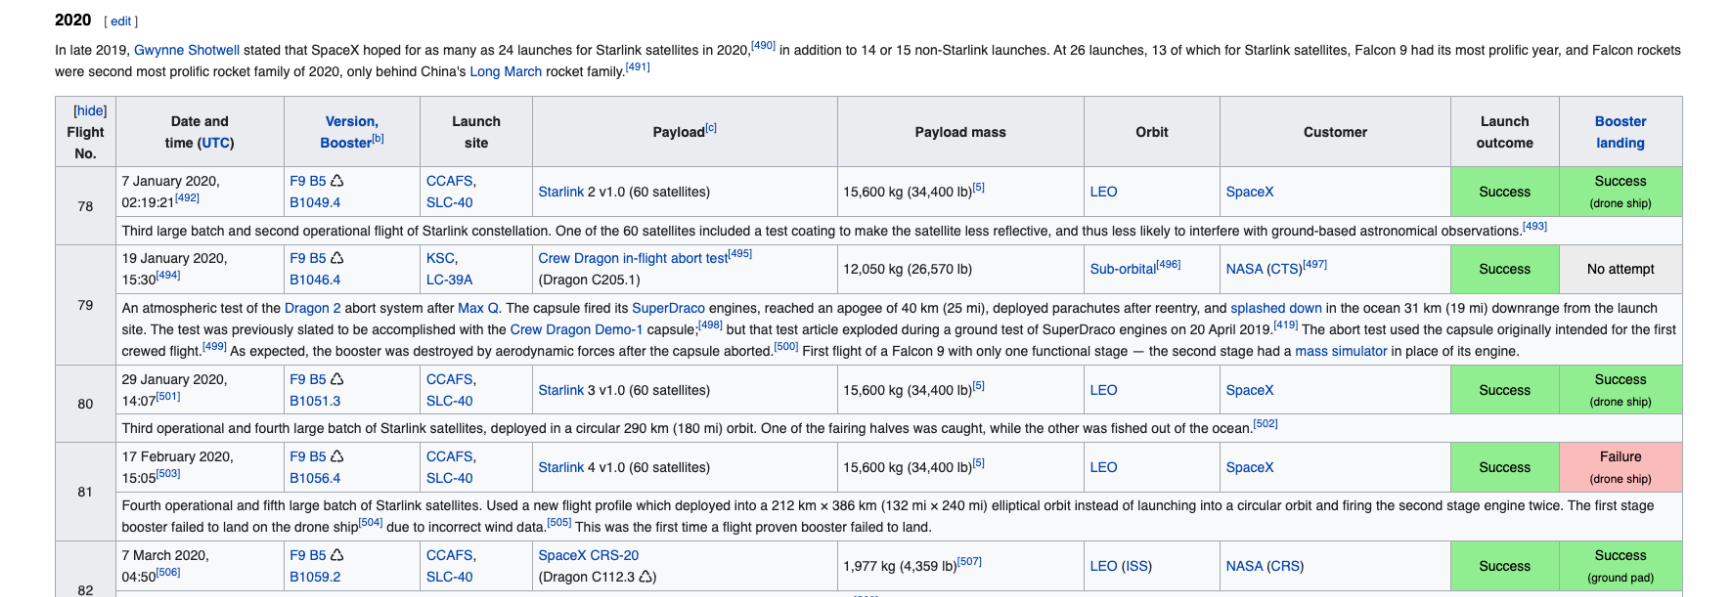 2020 [ edit ]
In late 2019, Gwynne Shotwell stated that SpaceX hoped for as many as 24 launches for Starlink satellites in 2020,[490] in addition to 14 or 15 non-Starlink launches. At 26 launches, 13 of which for Starlink satellites, Falcon 9 had its most prolific year, and Falcon rockets
were second most prolific rocket family of 2020, only behind China's Long March rocket family.[491]
[hide]
Flight
No.
Date and
time (UTC)
Version,
Booster[b]
Launch
site
Payload[c]
Payload mass
Orbit
Customer
Launch
outcome
Booster
landing
78
7 January 2020,
02:19:21[492]
F9 B5 ♺
B1049.4
CCAFS,
SLC-40
Starlink 2 v1.0 (60 satellites)
15,600 kg (34,400 lb)[5]
LEO
SpaceX
Success
Success
(drone ship)
Third large batch and second operational flight of Starlink constellation. One of the 60 satellites included a test coating to make the satellite less reflective, and thus less likely to interfere with ground-based astronomical observations.[493]
79
19 January 2020,
15:30[494]
F9 B5 ♺
B1046.4
KSC,
LC-39A
Crew Dragon in-flight abort test[495]
(Dragon C205.1)
12,050 kg (26,570 lb)
Sub-orbital[496]
NASA (CTS)[497]
Success
No attempt
An atmospheric test of the Dragon 2 abort system after Max Q. The capsule fired its SuperDraco engines, reached an apogee of 40 km (25 mi), deployed parachutes after reentry, and splashed down in the ocean 31 km (19 mi) downrange from the launch
site. The test was previously slated to be accomplished with the Crew Dragon Demo-1 capsule;[498] but that test article exploded during a ground test of SuperDraco engines on 20 April 2019.[419] The abort test used the capsule originally intended for the first
crewed flight.[499] As expected, the booster was destroyed by aerodynamic forces after the capsule aborted.[500] First flight of a Falcon 9 with only one functional stage — the second stage had a mass simulator in place of its engine.
80
29 January 2020,
14:07[501]
F9 B5 ♺
B1051.3
CCAFS,
SLC-40
Starlink 3 v1.0 (60 satellites)
15,600 kg (34,400 lb)[5]
LEO
SpaceX
Success
Success
(drone ship)
Third operational and fourth large batch of Starlink satellites, deployed in a circular 290 km (180 mi) orbit. One of the fairing halves was caught, while the other was fished out of the ocean.[502]
81
17 February 2020,
15:05[503]
F9 B5 ♺
B1056.4
CCAFS,
SLC-40
Starlink 4 v1.0 (60 satellites)
15,600 kg (34,400 lb)[5]
LEO
SpaceX
Success
Failure
(drone ship)
Fourth operational and fifth large batch of Starlink satellites. Used a new flight profile which deployed into a 212 km × 386 km (132 mi × 240 mi) elliptical orbit instead of launching into a circular orbit and firing the second stage engine twice. The first stage
booster failed to land on the drone ship[504] due to incorrect wind data.[505] This was the first time a flight proven booster failed to land.
82
7 March 2020,
04:50[506]
F9 B5 ♺
B1059.2
CCAFS,
SLC-40
SpaceX CRS-20
(Dragon C112.3 ♺)
1,977 kg (4,359 lb)[507]
LEO (ISS)
NASA (CRS)
Success
Success
(ground pad)